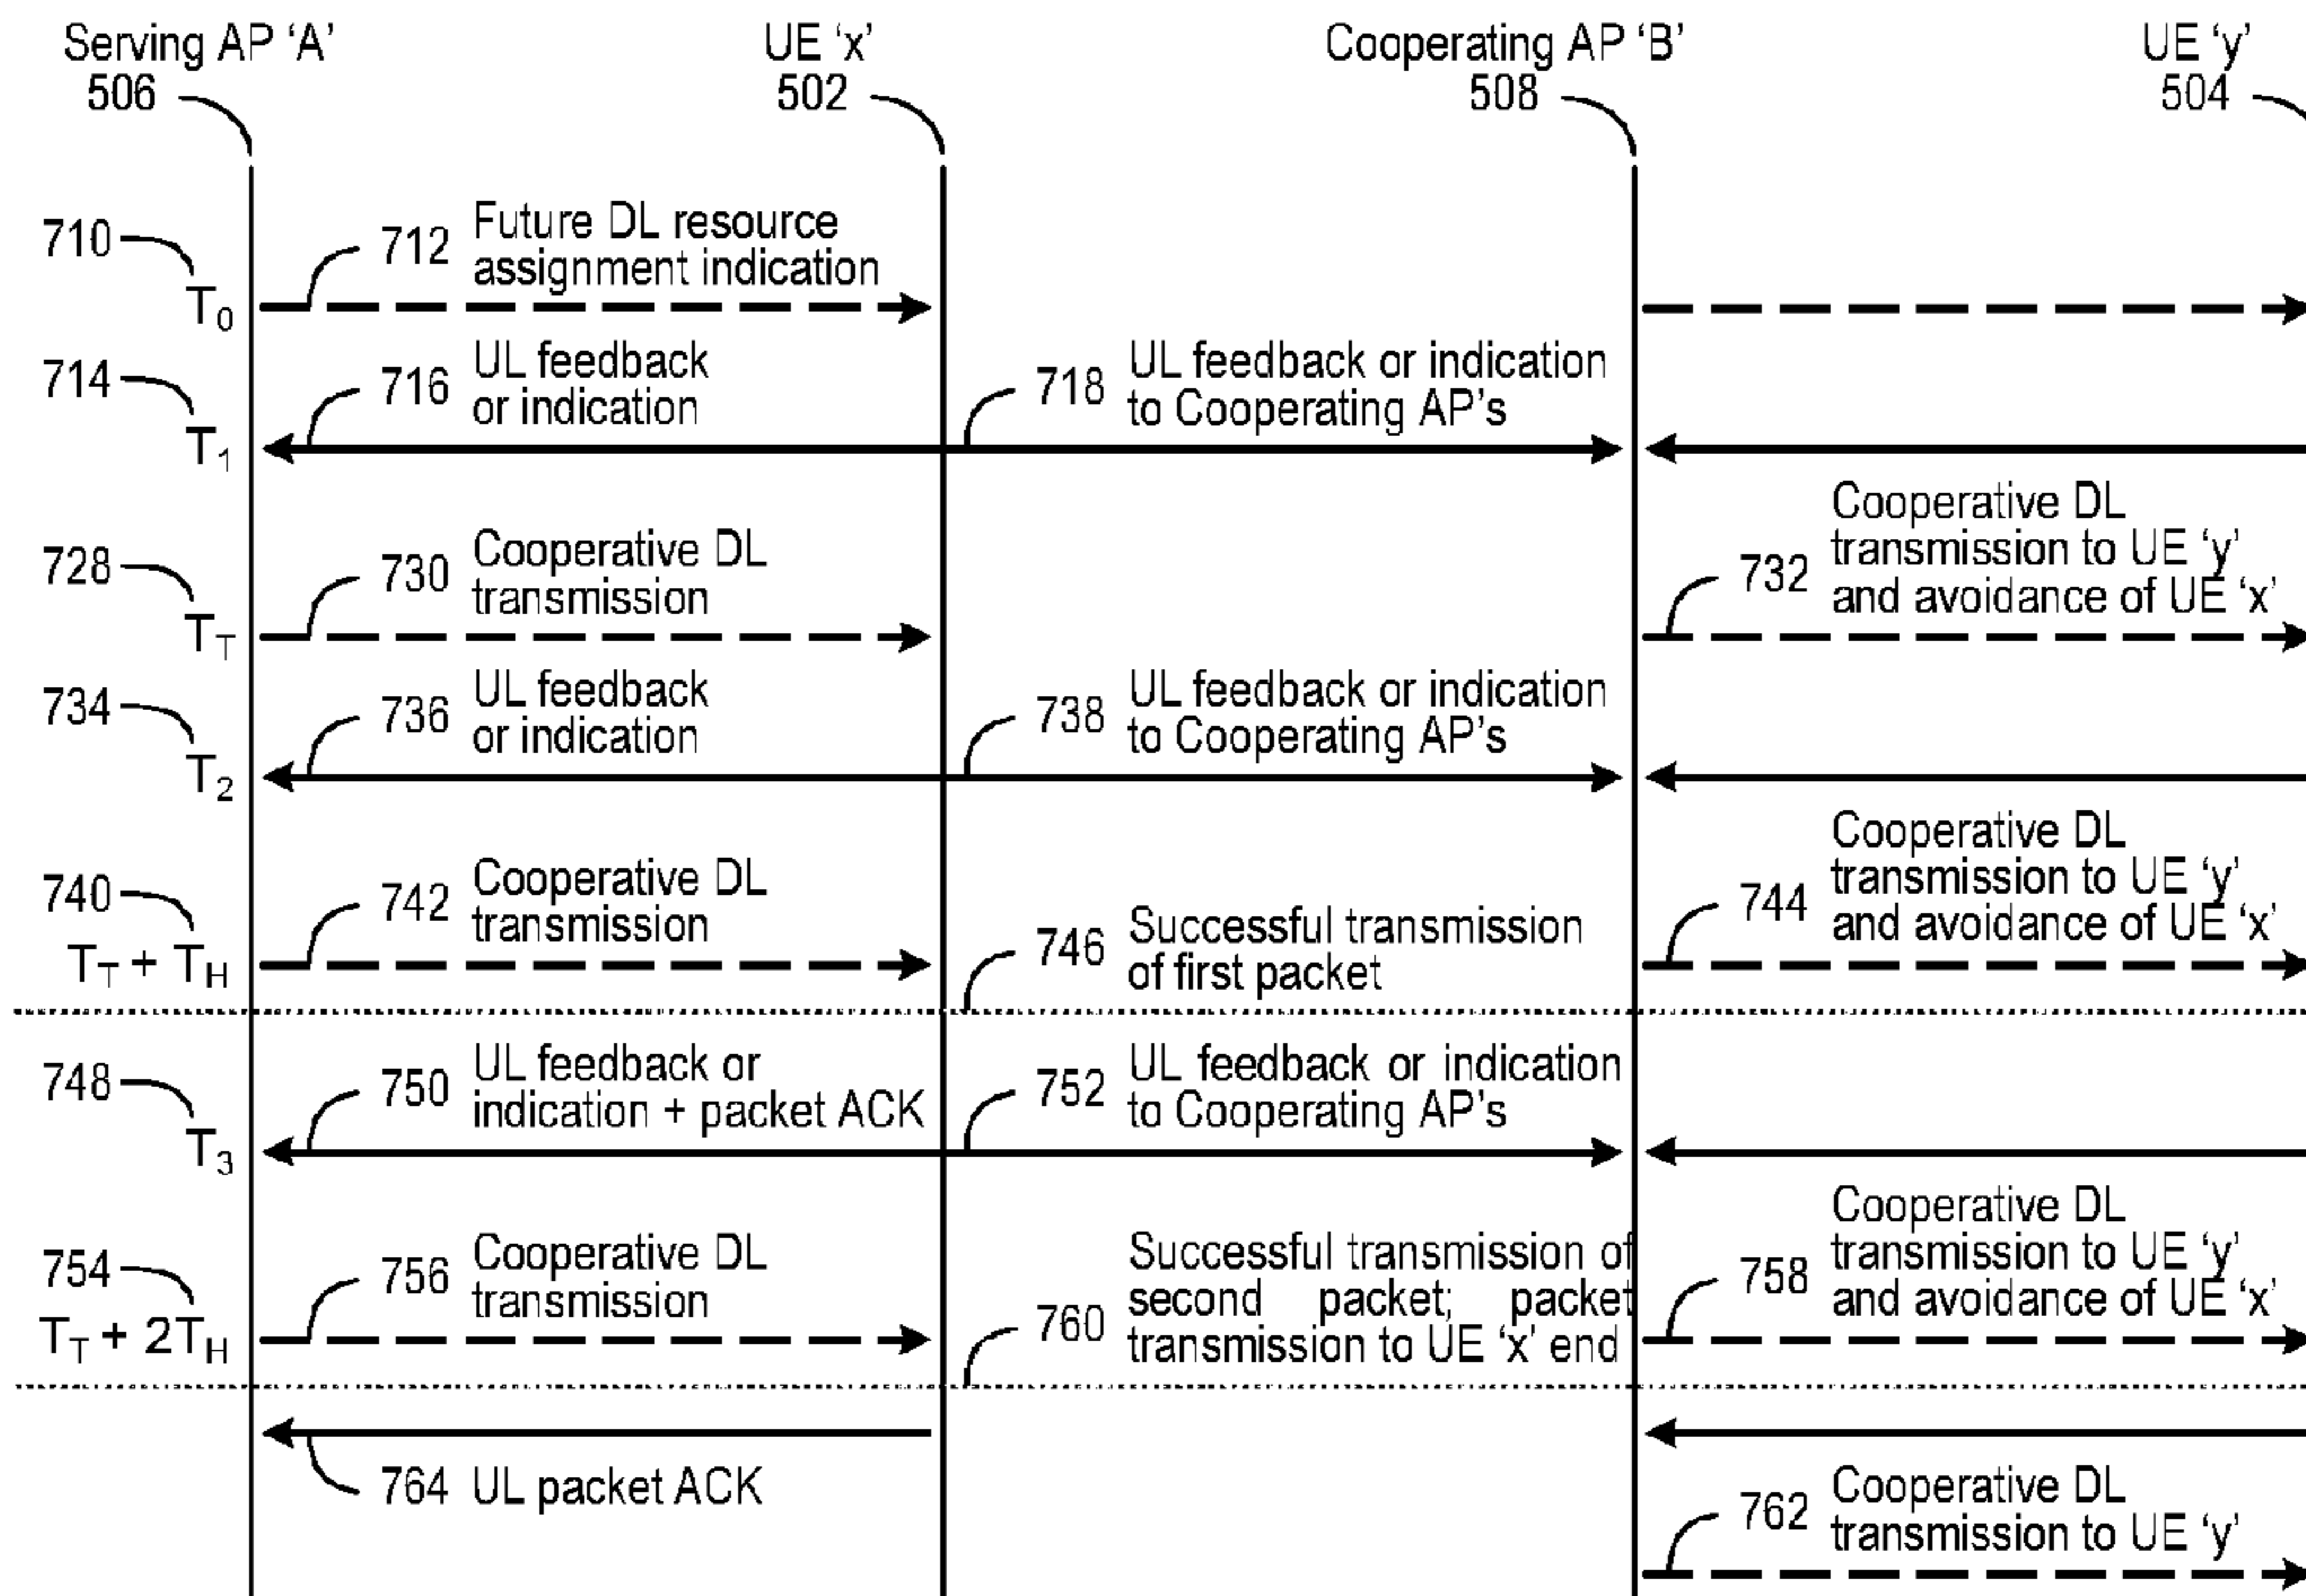 Serving AP ‘A’
506
UE ‘x’
502
Cooperating AP ‘B’
508
UE ‘y’
504
710
T0
712
Future DL resource
assignment indication
714
T1
716
UL feedback
or indication
718
UL feedback or indication
to Cooperating AP’s
728
TT
730
Cooperative DL
transmission
732
Cooperative DL
transmission to UE ‘y’
and avoidance of UE ‘x’
734
T2
736
UL feedback
or indication
738
UL feedback or indication
to Cooperating AP’s
740
TT + TH
742
Cooperative DL
transmission
746
Successful transmission
of first packet
744
Cooperative DL
transmission to UE ‘y’
and avoidance of UE ‘x’
748
T3
750
UL feedback or
indication + packet ACK
752
UL feedback or indication
to Cooperating AP’s
754
TT + 2TH
756
Cooperative DL
transmission
760
Successful transmission of
second packet; packet
transmission to UE ‘x’ end
758
Cooperative DL
transmission to UE ‘y’
and avoidance of UE ‘x’
764 UL packet ACK
762
Cooperative DL
transmission to UE ‘y’